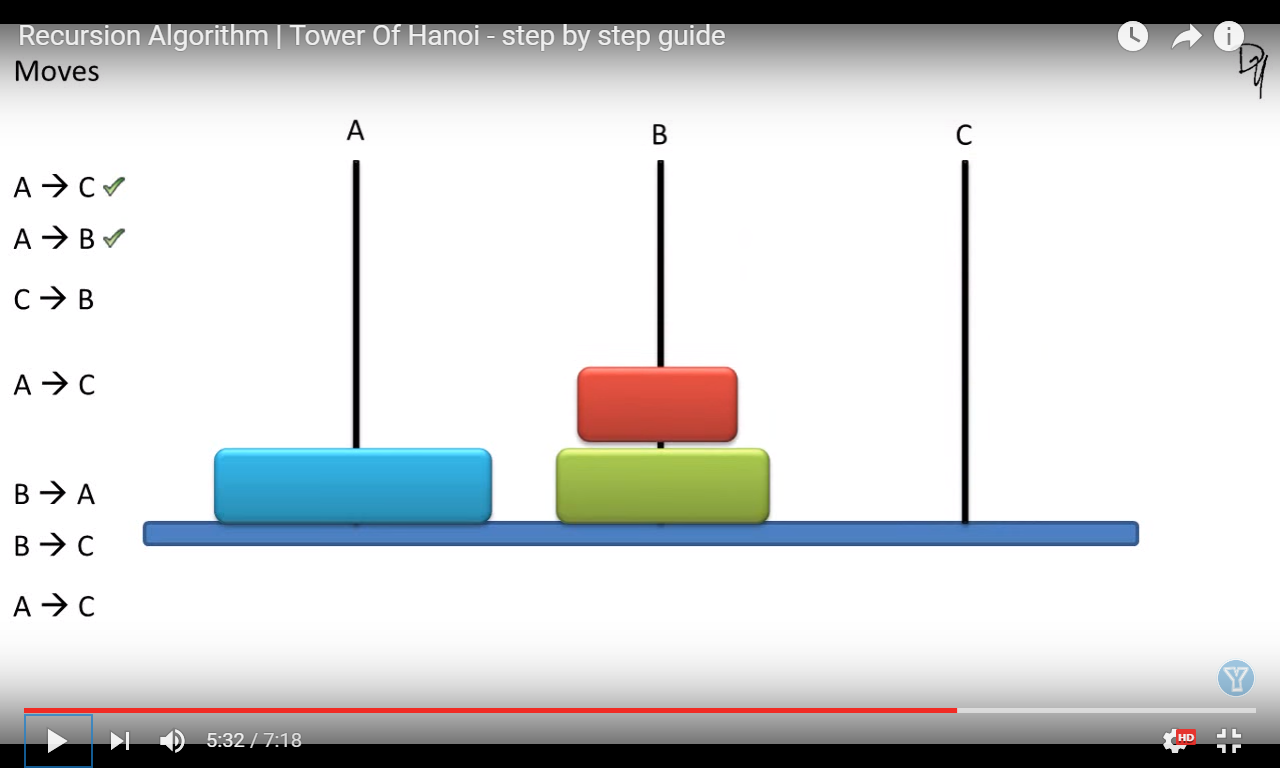 Recursion Algorithm | Tower Of Hanoi - step by step guide
Moves
A B C
A → C
A → B
C → B
A → C
B → A
B → C
A → C
5:32 / 7:18
HD